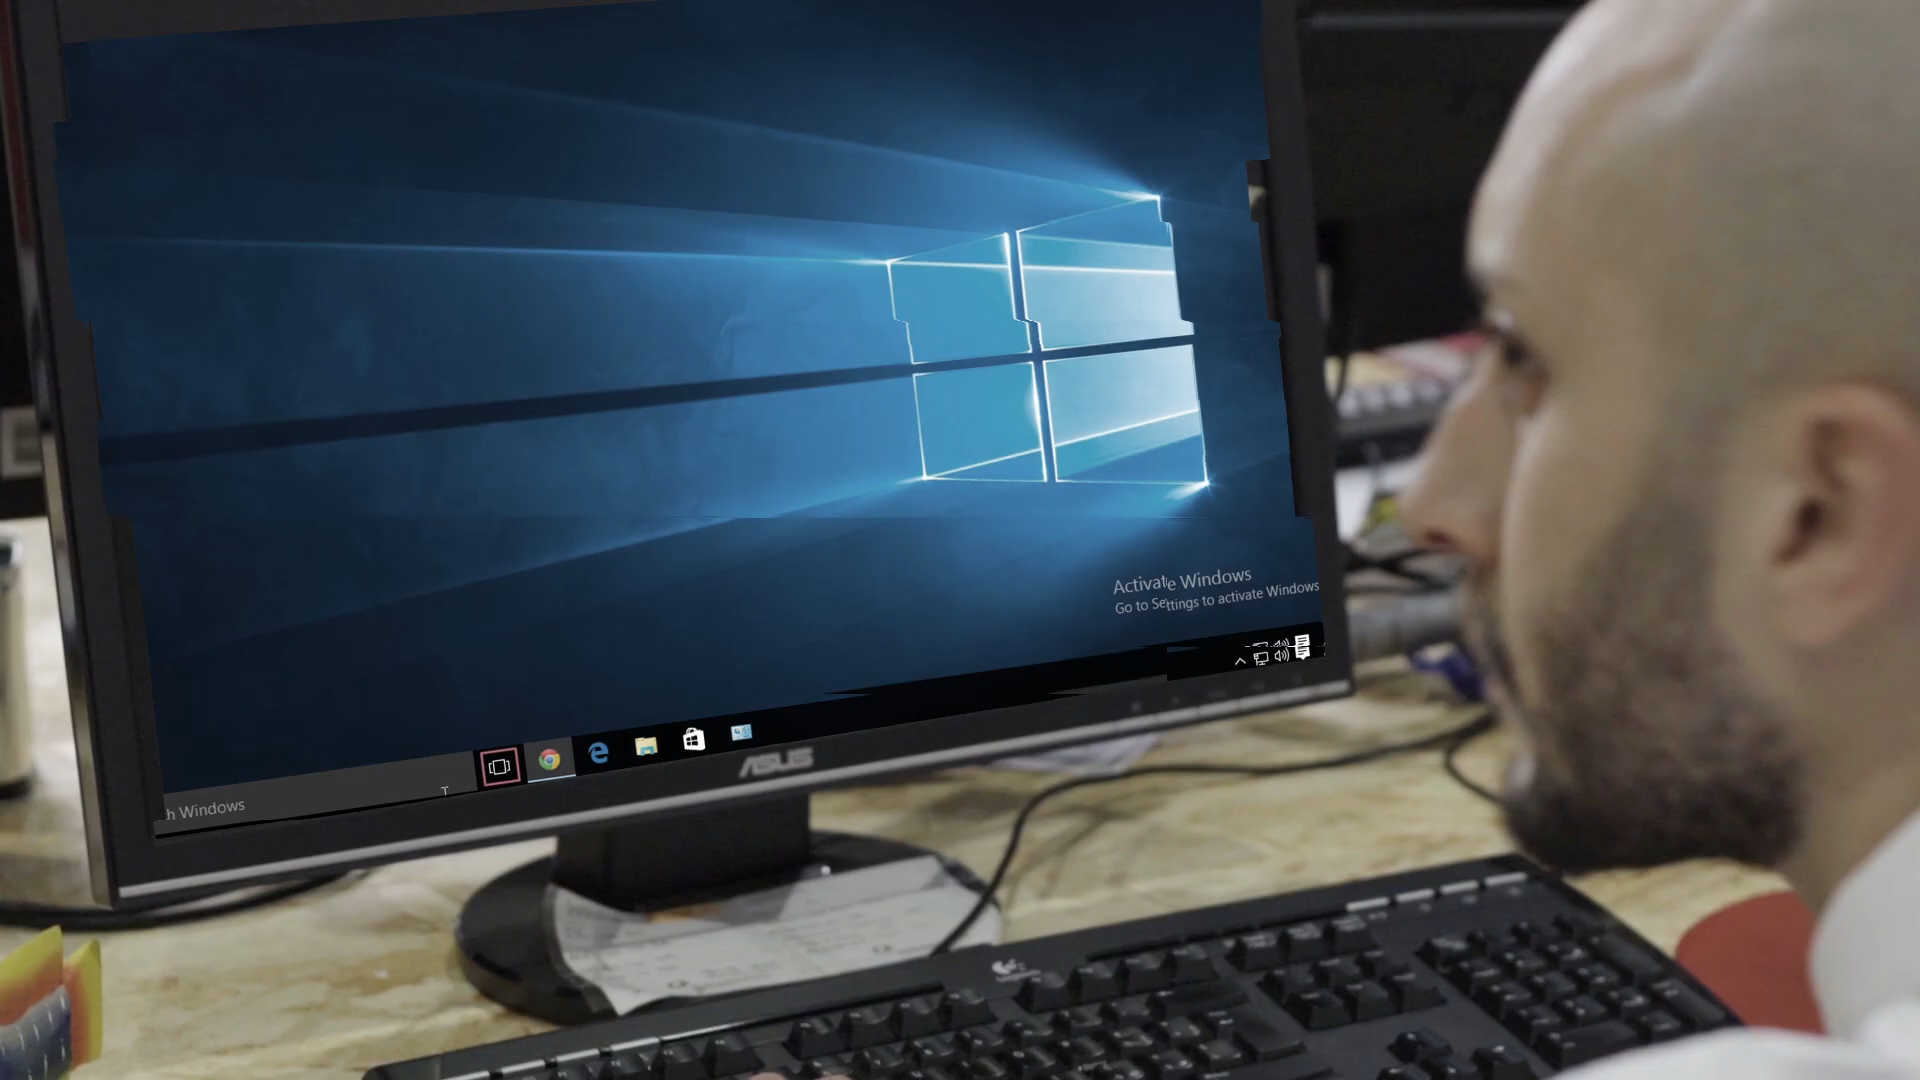 Activate Windows
Go to Settings to activate Windows
h Windows
ASUS